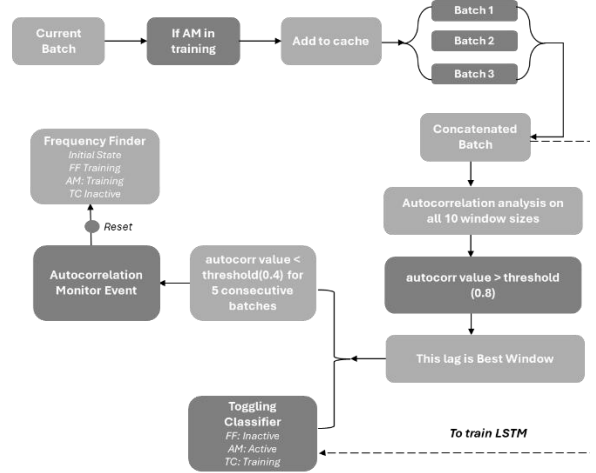 Current
Batch
If AM in
training
Add to cache
Batch 1
Batch 2
Batch 3
Concatenated
Batch
Autocorrelation analysis on
all 10 window sizes
autocorr value > threshold
(0.8)
This lag is Best Window
Frequency Finder
Initial State
FF Training
AM: Training
TC Inactive
Reset
Autocorrelation
Monitor Event
autocorr value <
threshold(0.4) for
5 consecutive
batches
Toggling
Classifier
FF: Inactive
AM: Active
TC: Training
To train LSTM